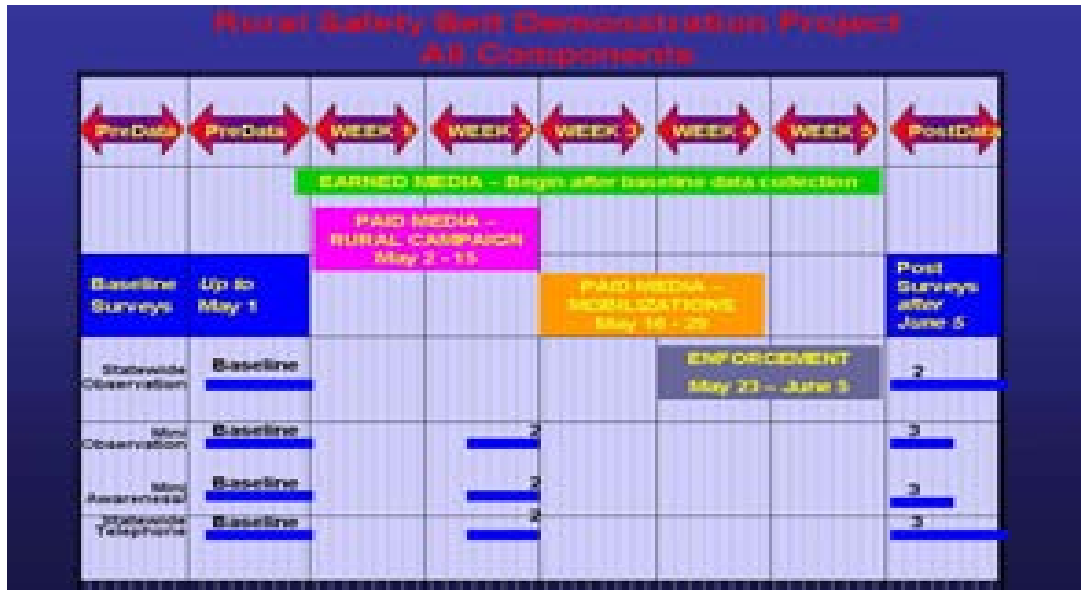 Rural Safety Belt Demonstration Project
All Components
PreData PreData WEEK 1 WEEK 2 WEEK 3 WEEK 4 WEEK 5 PostData
EARNED MEDIA – Begin after baseline data collection
PAID MEDIA –
RURAL CAMPAIGN
May 2 - 15
Baseline
Surveys
Up to
May 1
PAID MEDIA –
MOBILIZATIONS
May 16 - 29
Post
Surveys
after
June 5
ENFORCEMENT
May 23 – June 5
Statewide
Observation
Baseline
2
Mini
Observation
Baseline
2
3
Mini
Awareness/
Baseline
2
3
Statewide
Telephone
Baseline
2
3